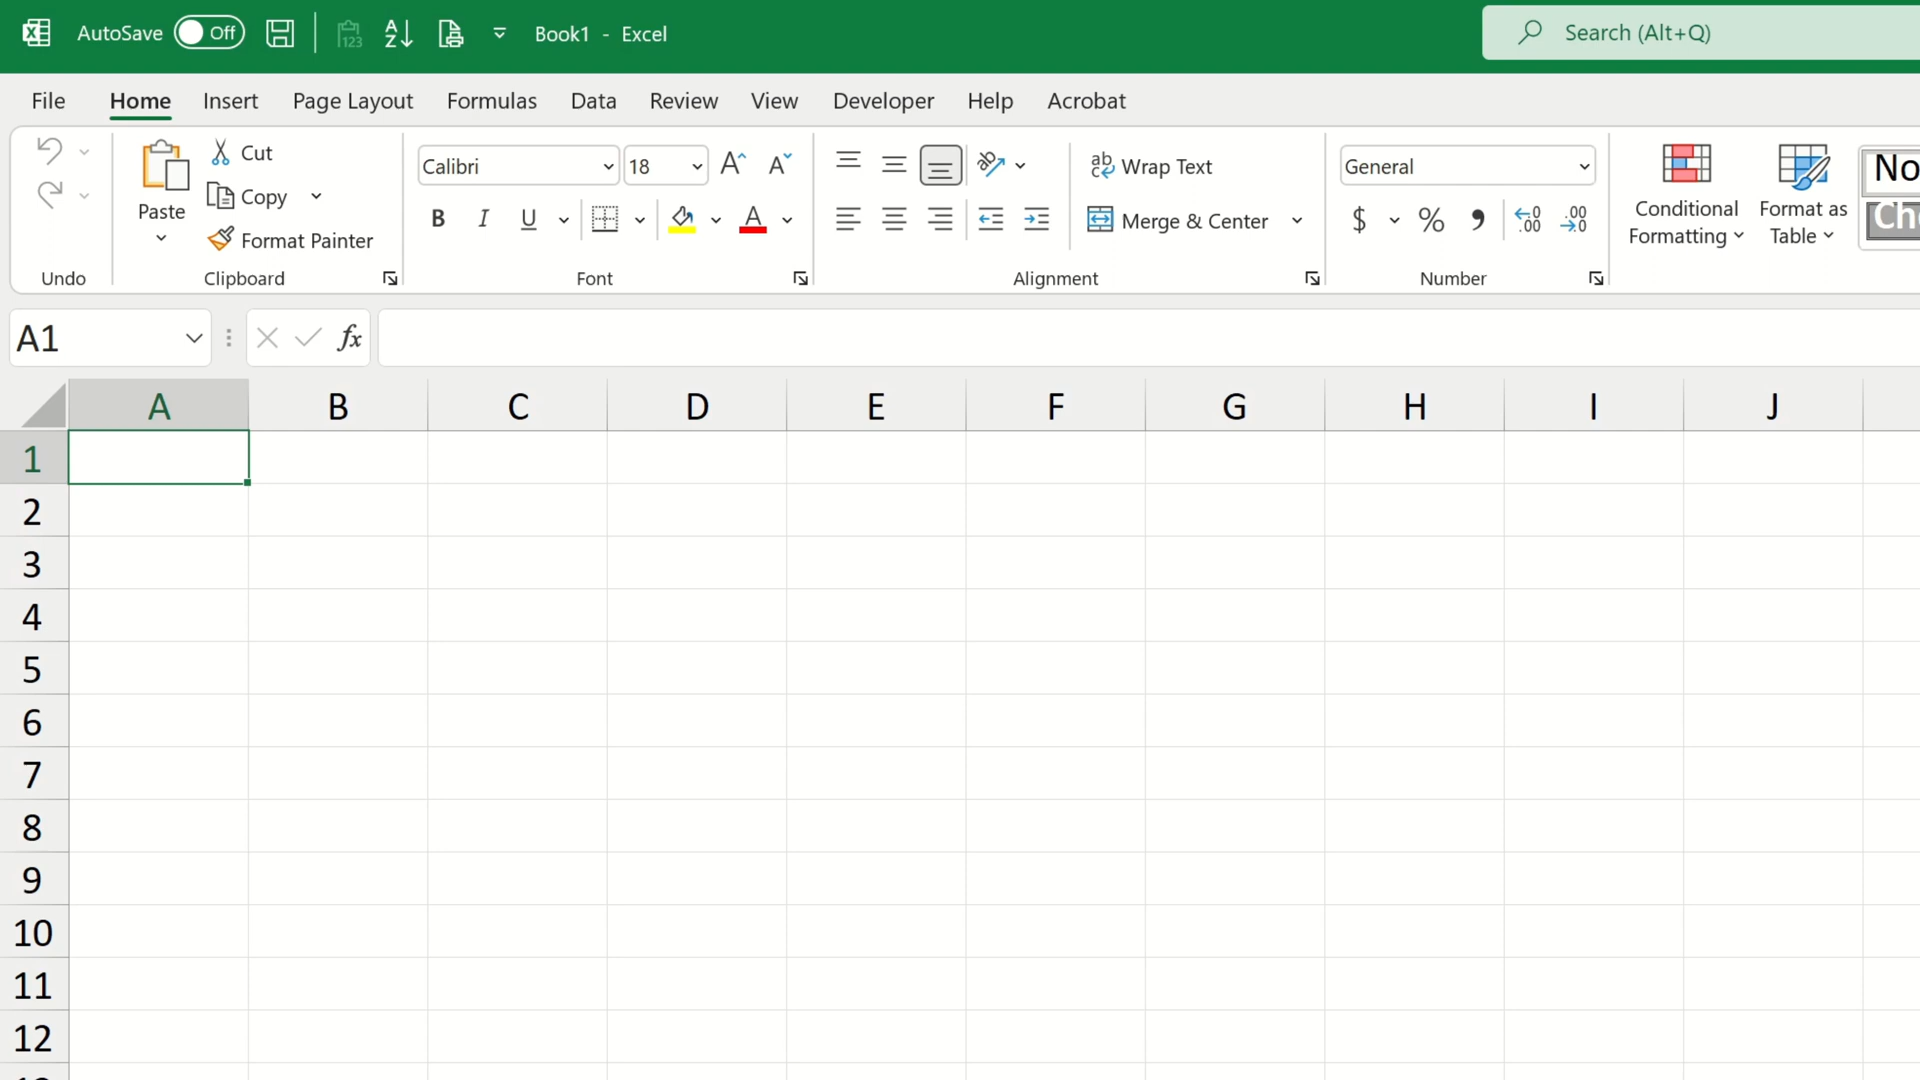 AutoSave Off Book1 - Excel Search (Alt+Q)
File Home Insert Page Layout Formulas Data Review View Developer Help Acrobat
Paste
Cut
Copy
Format Painter
Undo
Clipboard
Calibri 18
B I U
Font
Wrap Text
Merge & Center
Alignment
General
$ % ,
Number
Conditional
Formatting
Format as
Table
A1
fx
A B C D E F G H I J
1
2
3
4
5
6
7
8
9
10
11
12